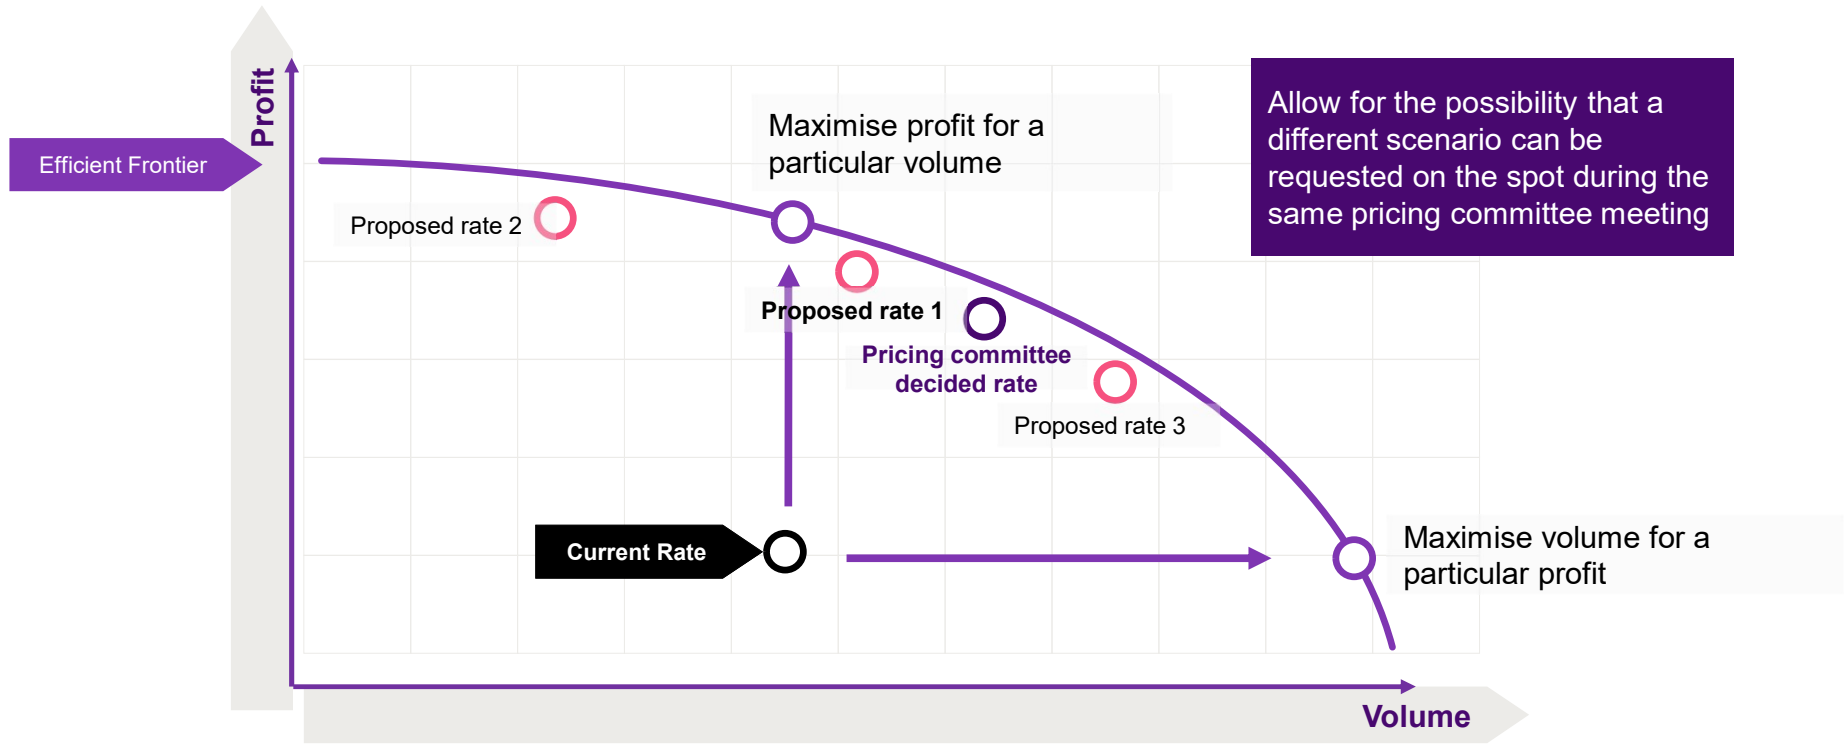 Profit
Efficient Frontier
Maximise profit for a
particular volume
Allow for the possibility that a
different scenario can be
requested on the spot during the
same pricing committee meeting
Proposed rate 2
Proposed rate 1
Pricing committee
decided rate
Proposed rate 3
Current Rate
Maximise volume for a
particular profit
Volume